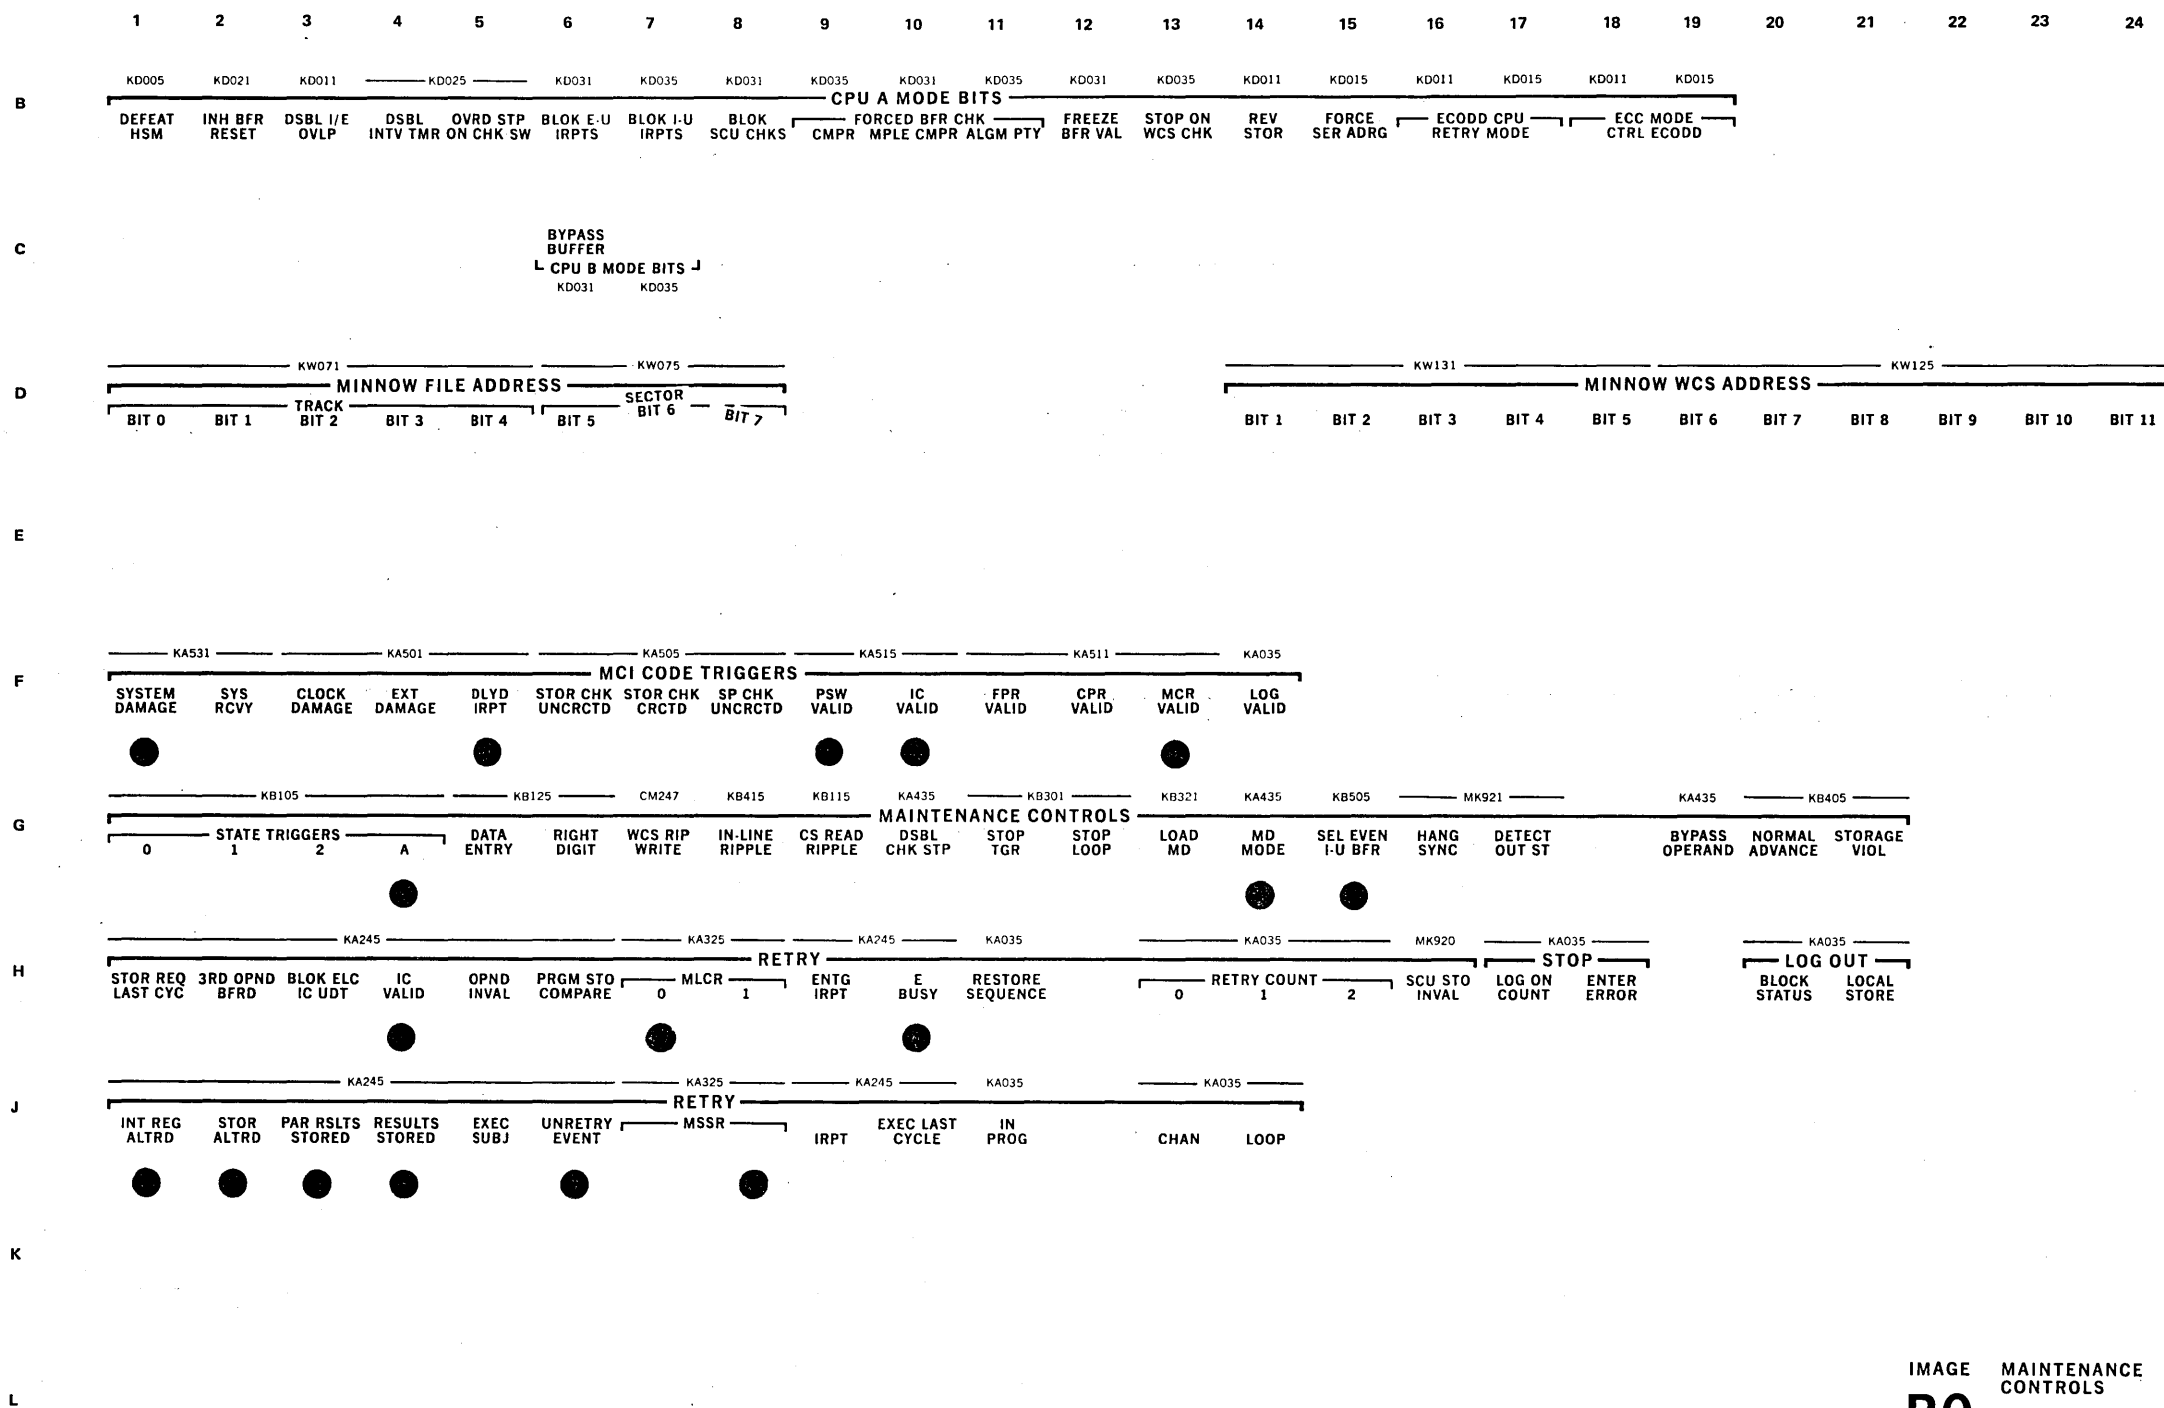 1 2 3 4 5 6 7 8 9 10 11 12 13 14 15 16 17 18 19 20 21 22 23 24
KD005 KD021 KD011 KD025 KD031 KD035 KD031 KD035 KD031 KD035 KD031 KD035 KD011 KD015 KD011 KD015 KD011 KD015
B CPU A MODE BITS
DEFEAT INH BFR DSBL I/E DSBL OVRD STP BLOK E-U BLOK I-U BLOK FORCED BFR CHK FREEZE STOP ON REV FORCE ECODD CPU ECC MODE
HSM RESET OVLP INTV TMR ON CHK SW IRPTS IRPTS SCU CHKS CMPR MPLE CMPR ALGM PTY BFR VAL WCS CHK STOR SER ADRG RETRY MODE CTRL ECODD
BYPASS
C BUFFER
CPU B MODE BITS
KD031 KD035
KW071 KW075 KW131 KW125
D MINNOW FILE ADDRESS MINNOW WCS ADDRESS
TRACK SECTOR
BIT 0 BIT 1 BIT 2 BIT 3 BIT 4 BIT 5 BIT 6 BIT 7 BIT 1 BIT 2 BIT 3 BIT 4 BIT 5 BIT 6 BIT 7 BIT 8 BIT 9 BIT 10 BIT 11
E
KA531 KA501 KA505 KA515 KA511 KA035
F MCI CODE TRIGGERS
SYSTEM SYS CLOCK EXT DLYD STOR CHK STOR CHK SP CHK PSW IC FPR CPR MCR LOG
DAMAGE RCVY DAMAGE DAMAGE IRPT UNCRCTD CRCTD UNCRCTD VALID VALID VALID VALID VALID VALID
KB105 KB125 CM247 KB415 KB115 KA435 KB301 KB321 KA435 KB505 MK921 KA435 KB405
G MAINTENANCE CONTROLS
STATE TRIGGERS DATA RIGHT WCS RIP IN-LINE CS READ DSBL STOP STOP LOAD MD SEL EVEN HANG DETECT BYPASS NORMAL STORAGE
0 1 2 A ENTRY DIGIT WRITE RIPPLE RIPPLE CHK STP TGR LOOP MD MODE I-U BFR SYNC OUT ST OPERAND ADVANCE VIOL
KA245 KA325 KA245 KA035 KA035 MK920 KA035 KA035
H RETRY STOP LOG OUT
STOR REQ 3RD OPND BLOK ELC IC OPND PRGM STO MLCR ENTG E RESTORE RETRY COUNT SCU STO LOG ON ENTER BLOCK LOCAL
LAST CYC BFRD IC UDT VALID INVAL COMPARE 0 1 IRPT BUSY SEQUENCE 0 1 2 INVAL COUNT ERROR STATUS STORE
KA245 KA325 KA245 KA035 KA035
J RETRY
INT REG STOR PAR RSLTS RESULTS EXEC UNRETRY MSSR EXEC LAST IN
ALTRD ALTRD STORED STORED SUBJ EVENT IRPT CYCLE PROG CHAN LOOP
K
IMAGE MAINTENANCE
CONTROLS
L